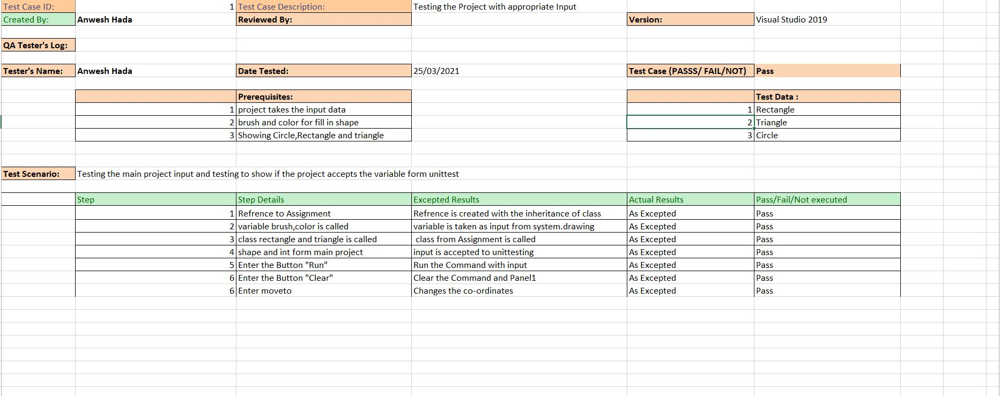 Test Case ID: 1 Test Case Description: Testing the Project with appropriate Input
Created By: Anwesh Hada Reviewed By: Version: Visual Studio 2019
QA Tester's Log:
Tester's Name: Anwesh Hada Date Tested: 25/03/2021 Test Case (PASSS/ FAIL/NOT) Pass
Prerequisites: Test Data :
1 project takes the input data 1 Rectangle
2 brush and color for fill in shape 2 Triangle
3 Showing Circle,Rectangle and triangle 3 Circle
Test Scenario: Testing the main project input and testing to show if the project accepts the variable form unittest
Step Step Details Excepted Results Actual Results Pass/Fail/Not executed
1 Refrence to Assignment Refrence is created with the inheritance of class As Excepted Pass
2 variable brush,color is called variable is taken as input from system.drawing As Excepted Pass
3 class rectangle and triangle is called class from Assignment is called As Excepted Pass
4 shape and int form main project input is accepted to unittesting As Excepted Pass
5 Enter the Button "Run" Run the Command with input As Excepted Pass
6 Enter the Button "Clear" Clear the Command and Panel1 As Excepted Pass
6 Enter moveto Changes the co-ordinates As Excepted Pass